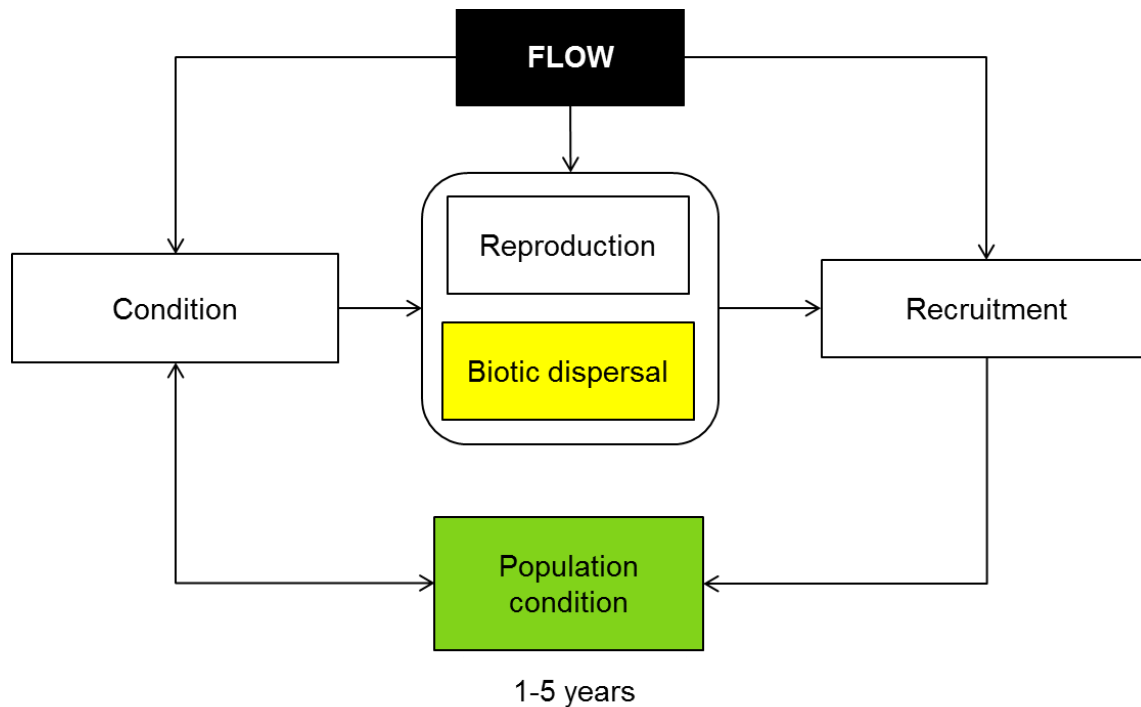 FLOW
Reproduction
Condition
Recruitment
Biotic dispersal
Population
condition
1-5 years